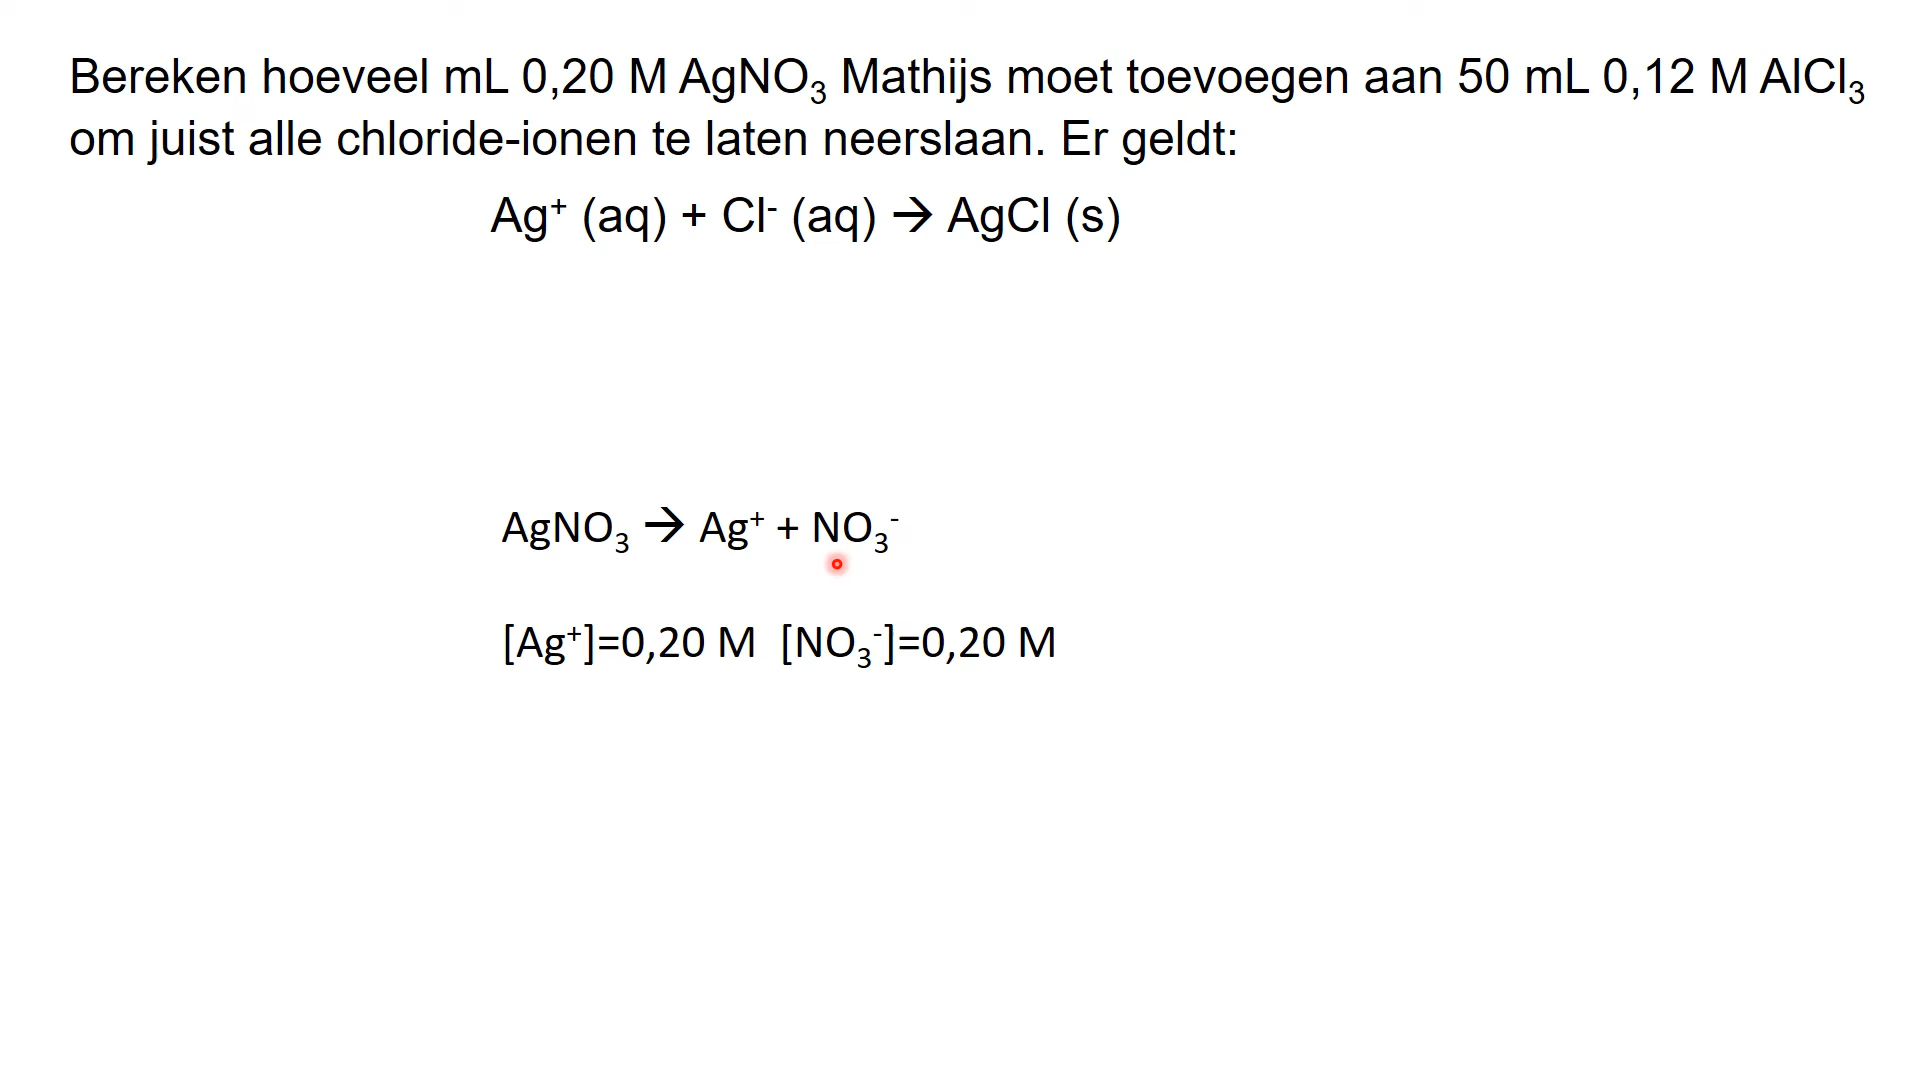 Bereken hoeveel mL 0,20 M AgNO₃ Mathijs moet toevoegen aan 50 mL 0,12 M AlCl₃
om juist alle chloride-ionen te laten neerslaan. Er geldt:
Ag⁺ (aq) + Cl⁻ (aq) → AgCl (s)
AgNO₃ → Ag⁺ + NO₃⁻
[Ag⁺]=0,20 M [NO₃⁻]=0,20 M